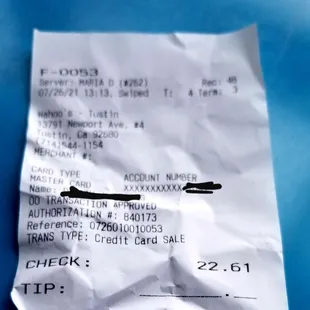 F-0053
Server: MARIA D (#262) Rec: 48
07/26/21 13:13, Swiped T: 4 Term: 3
Wahoo's - Tustin
13791 Newport Ave. #4
Tustin, Ca 92680
(714)544-1154
MERCHANT #:
CARD TYPE ACCOUNT NUMBER
MASTER CARD XXXXXXXXXXX
Name:
00 TRANSACTION APPROVED
AUTHORIZATION #: 840173
Reference: 0726010010053
TRANS TYPE: Credit Card SALE
CHECK: 22.61
TIP: